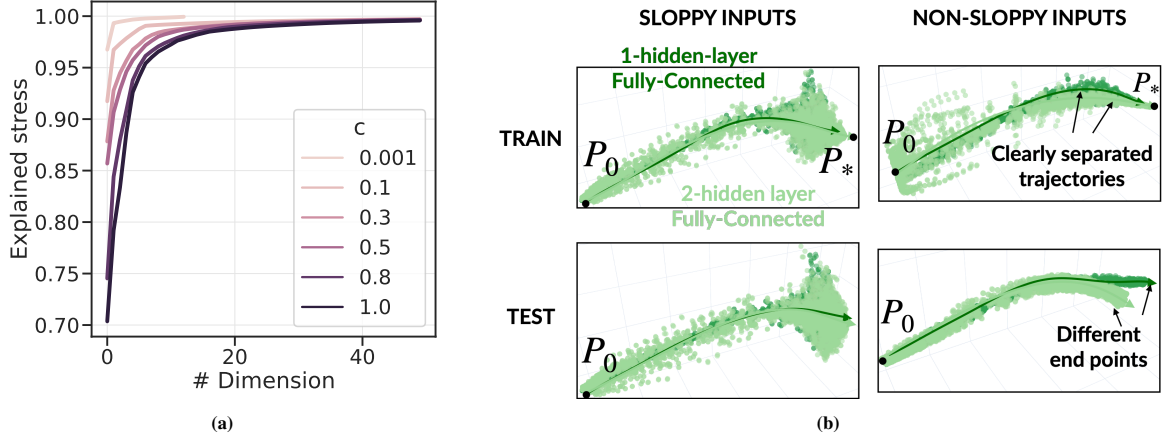 1.00
0.95
0.90
0.85
0.80
0.75
0.70
Explained stress
c
0.001
0.1
0.3
0.5
0.8
1.0
0
20
40
# Dimension
(a)
SLOPPY INPUTS
NON-SLOPPY INPUTS
TRAIN
1-hidden-layer
Fully-Connected
P0
P*
2-hidden layer
Fully-Connected
P0
P*
Clearly separated
trajectories
TEST
P0
P0
Different
end points
(b)